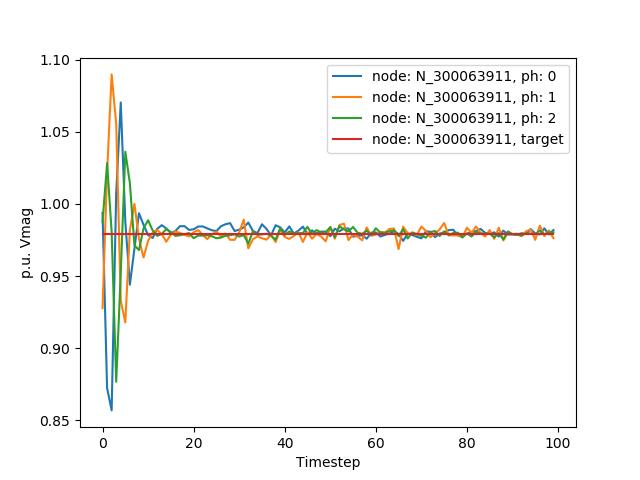 node: N_300063911, ph: 0
node: N_300063911, ph: 1
node: N_300063911, ph: 2
node: N_300063911, target
p.u. Vmag
1.10
1.05
1.00
0.95
0.90
0.85
0 20 40 60 80 100
Timestep